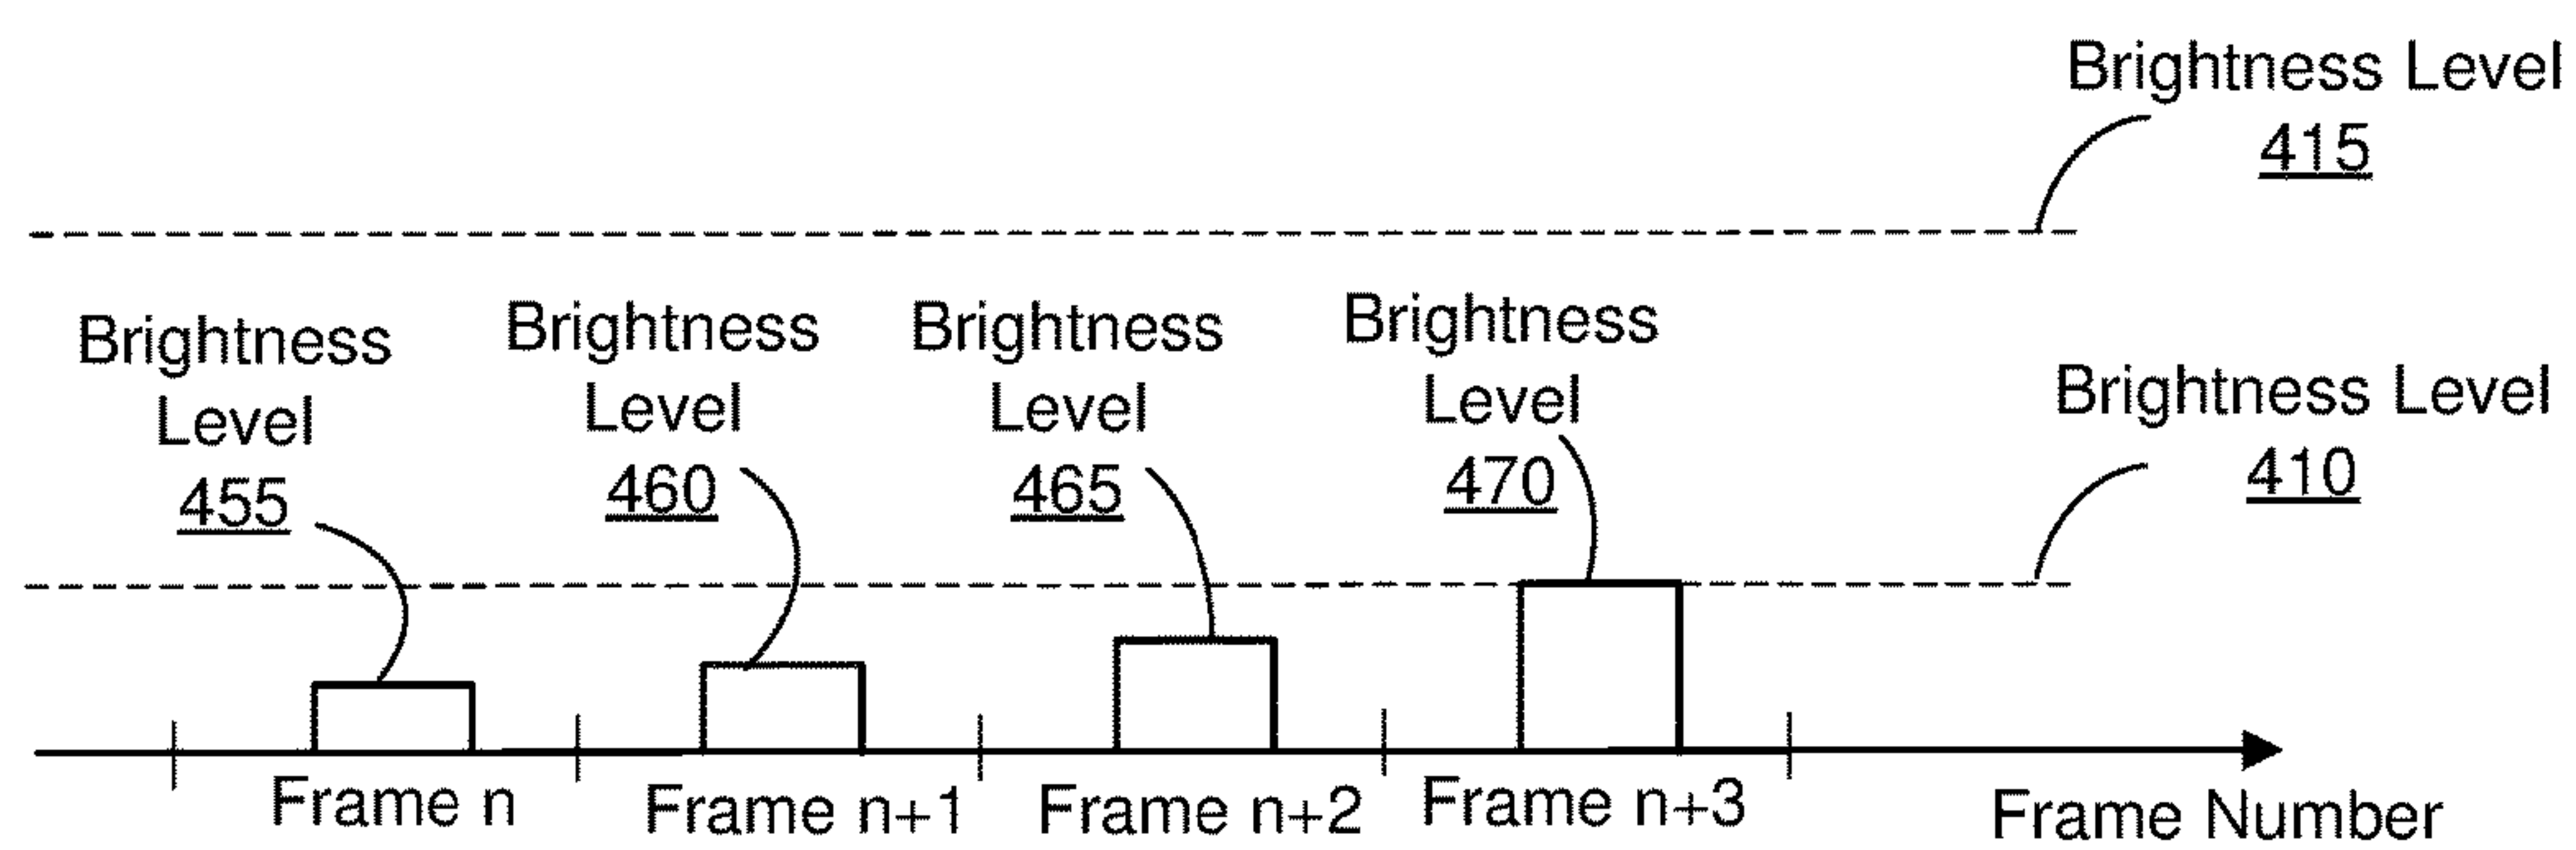 Brightness Level
415
Brightness
Level
455
Brightness
Level
460
Brightness
Level
465
Brightness
Level
470
Brightness Level
410
Frame n
Frame n+1
Frame n+2
Frame n+3
Frame Number